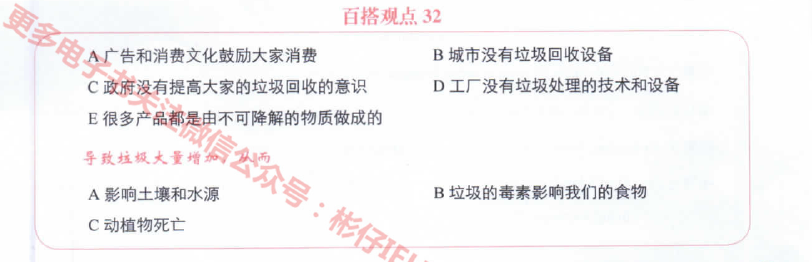 百搭观点 32
A 广告和消费文化鼓励大家消费 B 城市没有垃圾回收设备
C 政府没有提高大家的垃圾回收的意识 D 工厂没有垃圾处理的技术和设备
E 很多产品都是由不可降解的物质做成的
导致垃圾大量增加，从而
A 影响土壤和水源 B 垃圾的毒素影响我们的食物
C 动植物死亡
更多电子书关注微信公众号：彬仔IEL